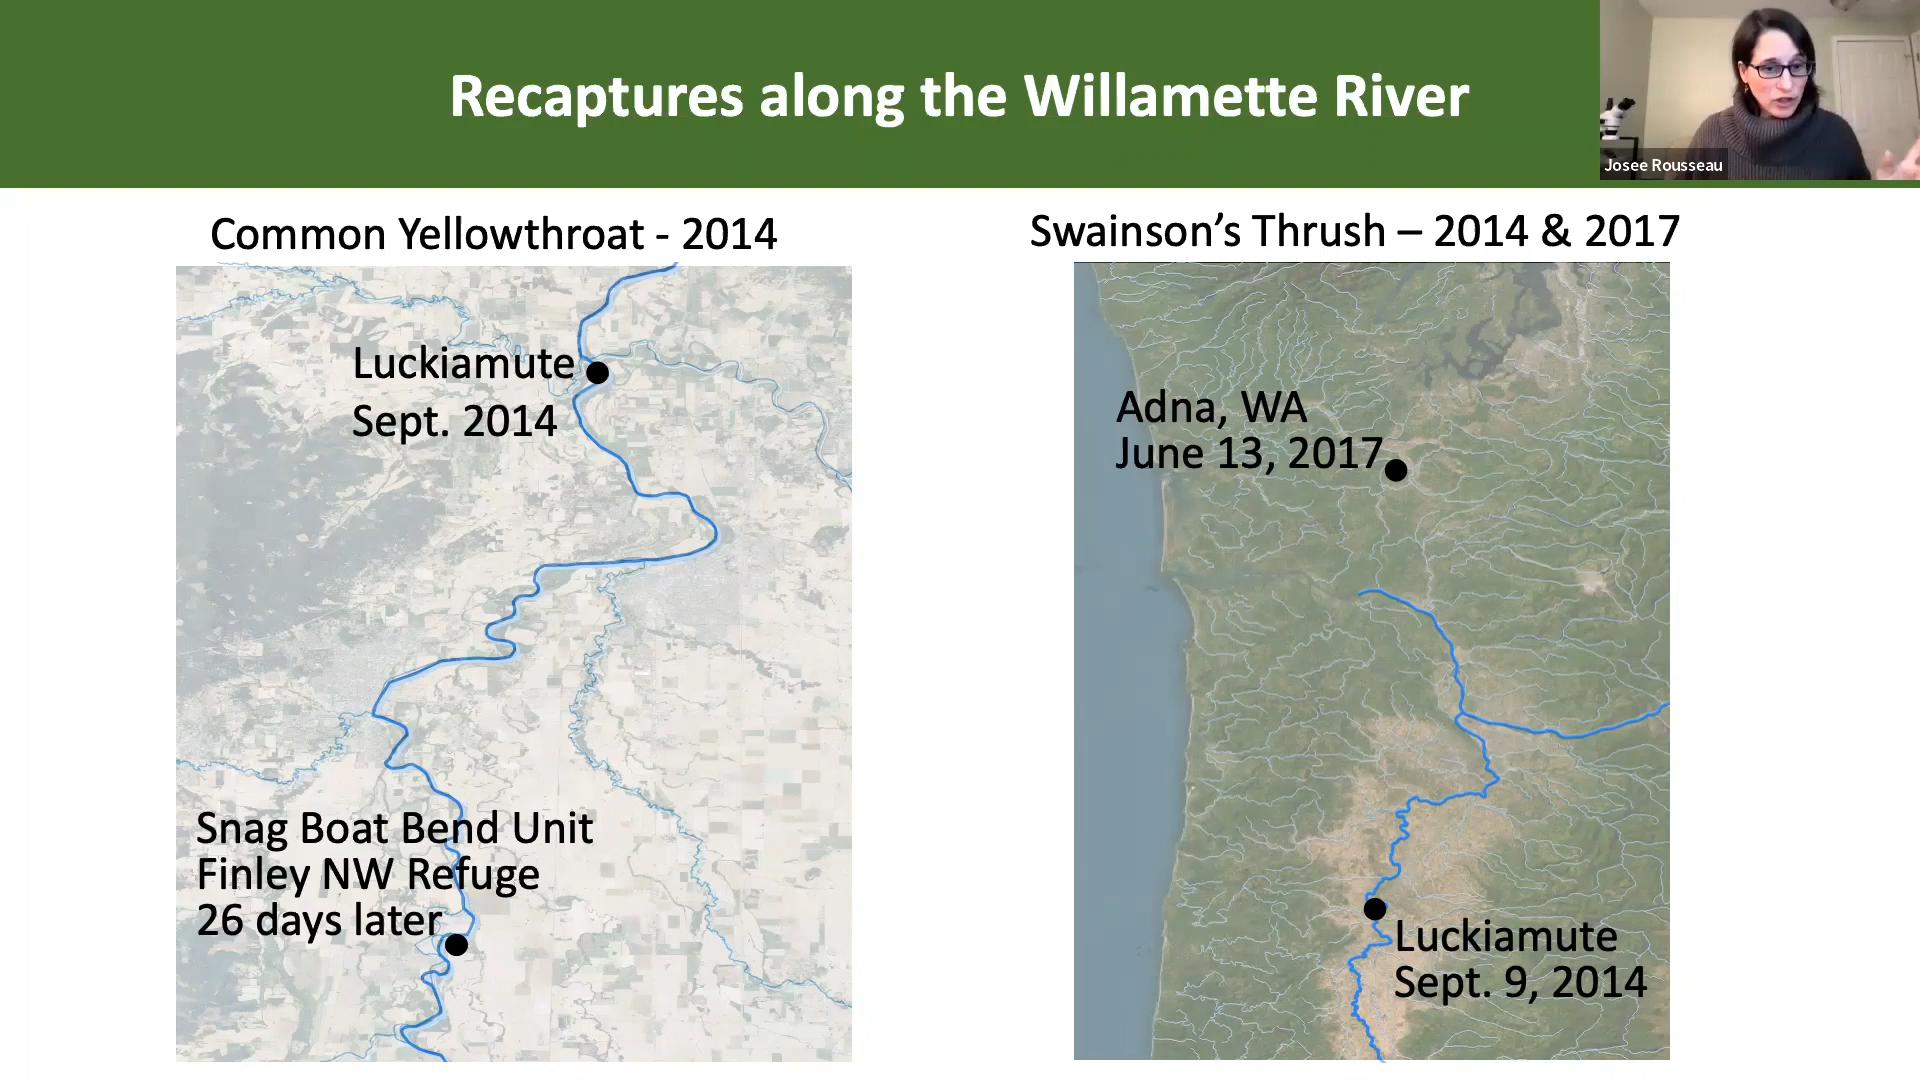 Recaptures along the Willamette River
Josee Rousseau
Common Yellowthroat - 2014
Luckiamute
Sept. 2014
Snag Boat Bend Unit
Finley NW Refuge
26 days later
Swainson’s Thrush – 2014 & 2017
Adna, WA
June 13, 2017
Luckiamute
Sept. 9, 2014